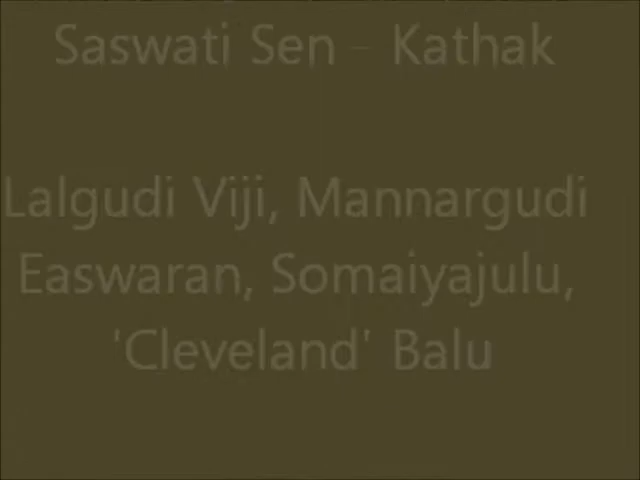 Saswati Sen - Kathak
Lalgudi Viji, Mannargudi
Easwaran, Somaiyajulu,
'Cleveland' Balu